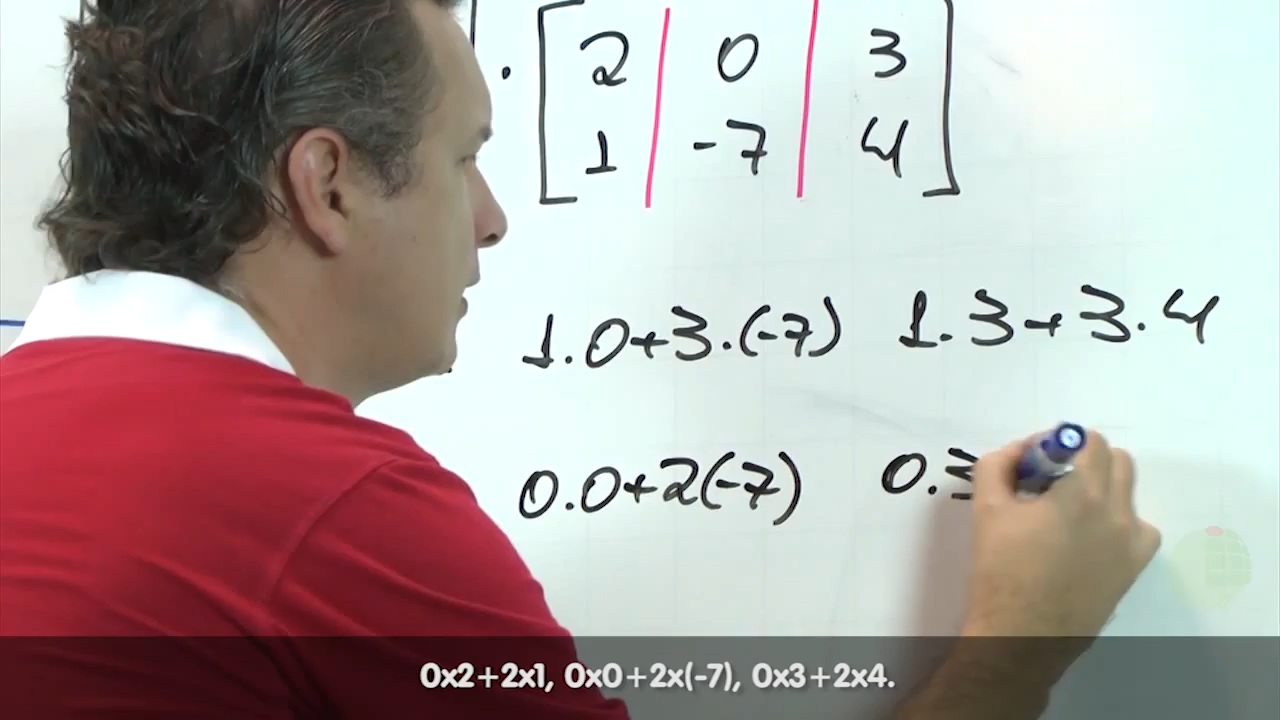 . [ 2 | 0 | 3 ]
1 | -7 | 4
1.0+3.(-7) 1.3+3.4
0.0+2(-7) 0.3
0x2+2x1, 0x0+2x(-7), 0x3+2x4.